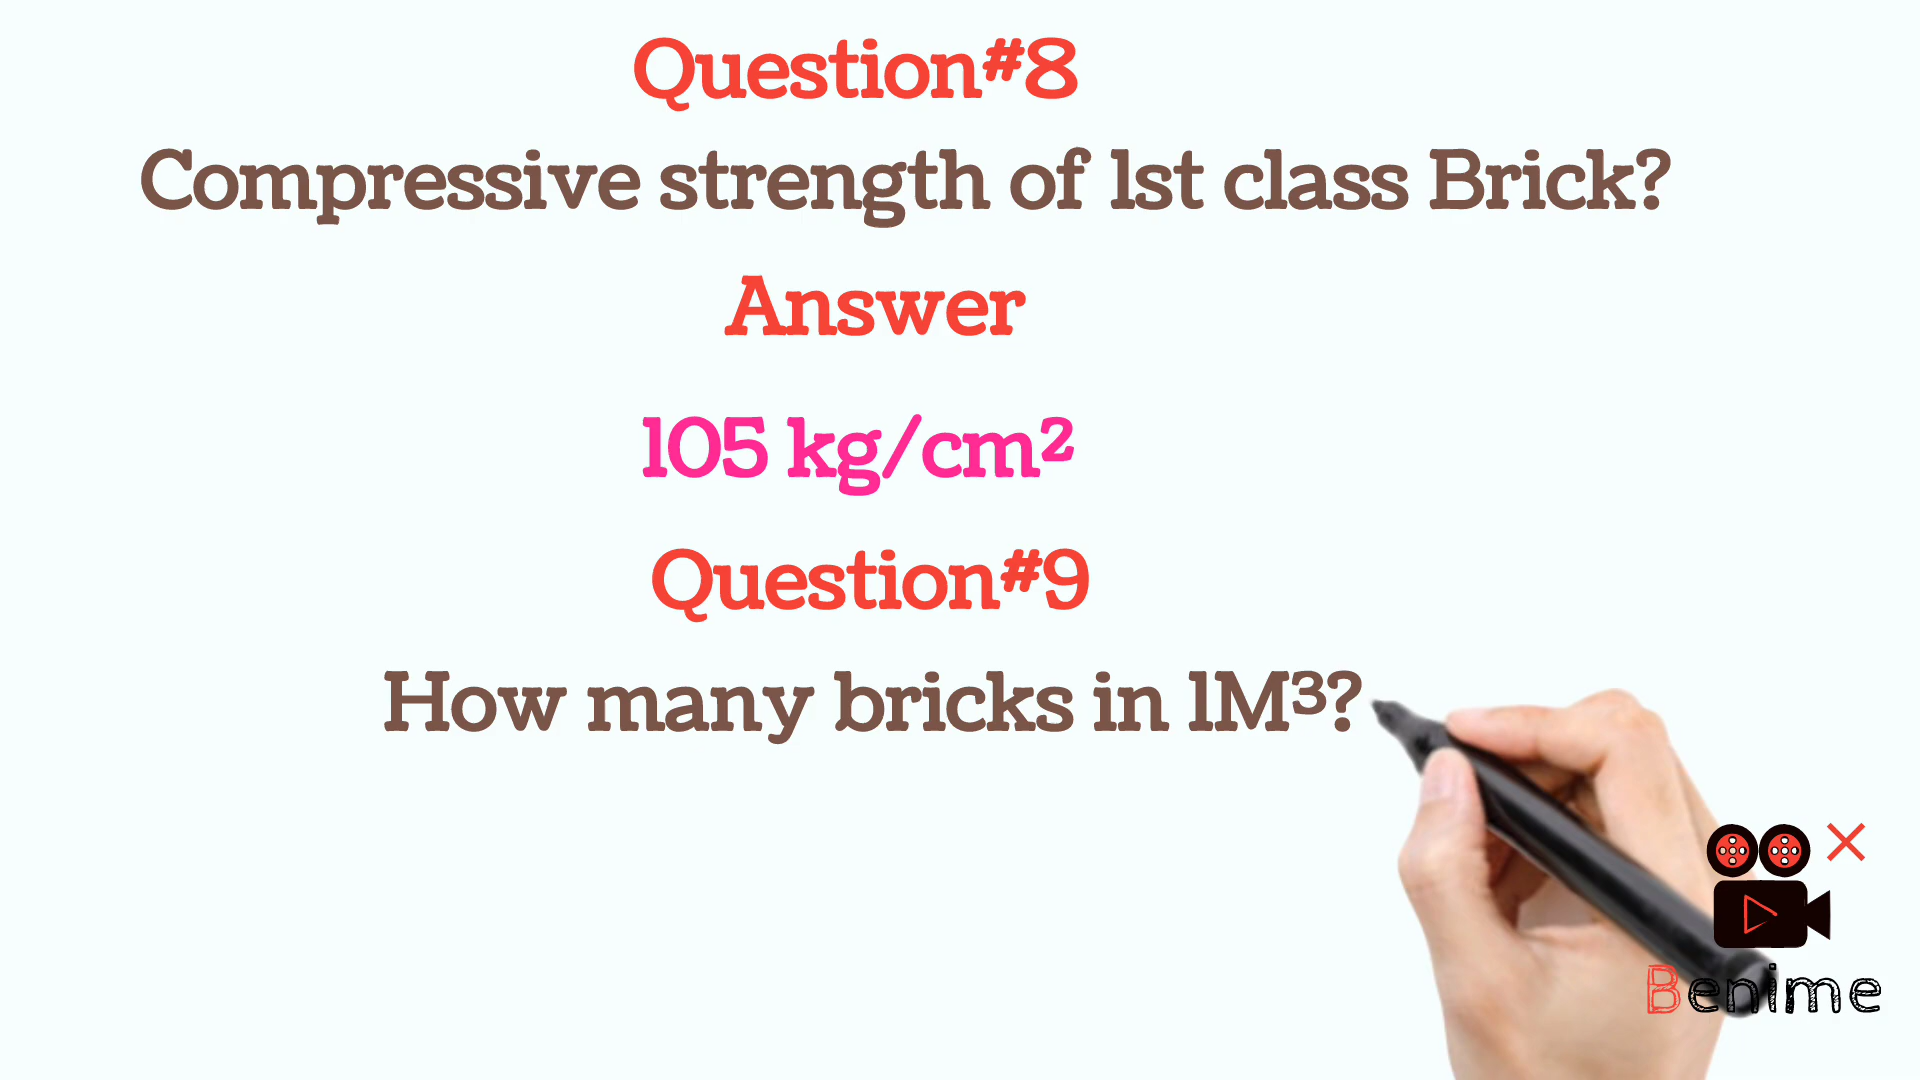 Question#8
Compressive strength of 1st class Brick?
Answer
105 kg/cm²
Question#9
How many bricks in 1M³?
Benime